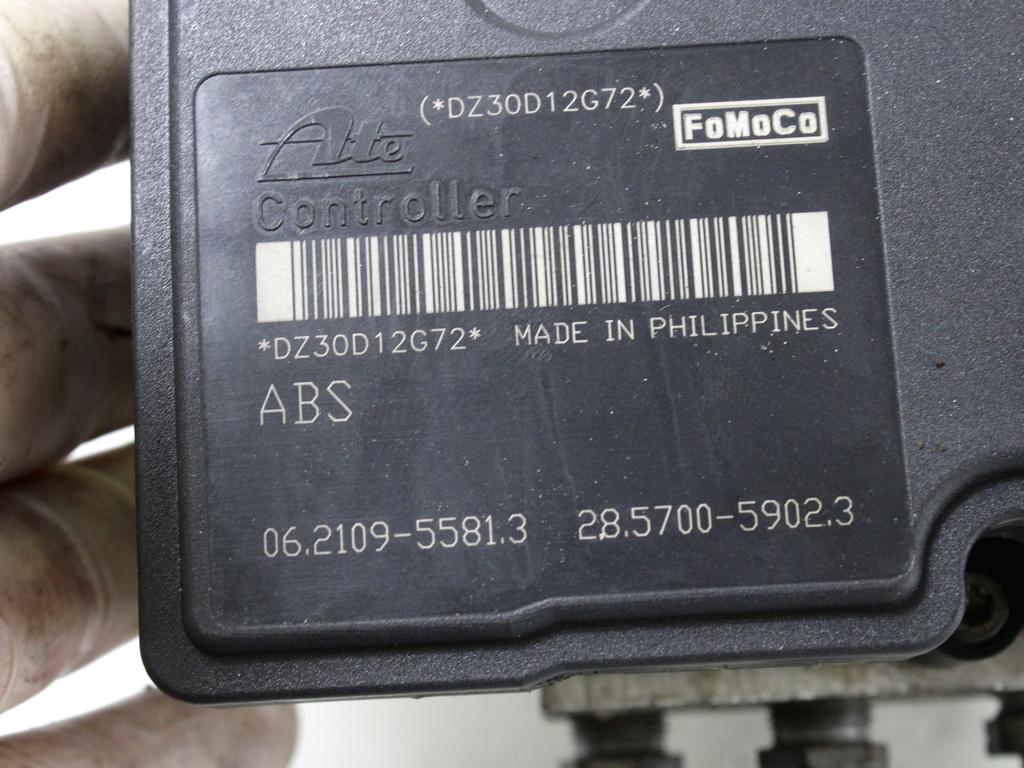 (*DZ30D12G72*)
FoMoCo
Ate
Controller
*DZ30D12G72* MADE IN PHILIPPINES
ABS
06.2109-5581.3 28.5700-5902.3